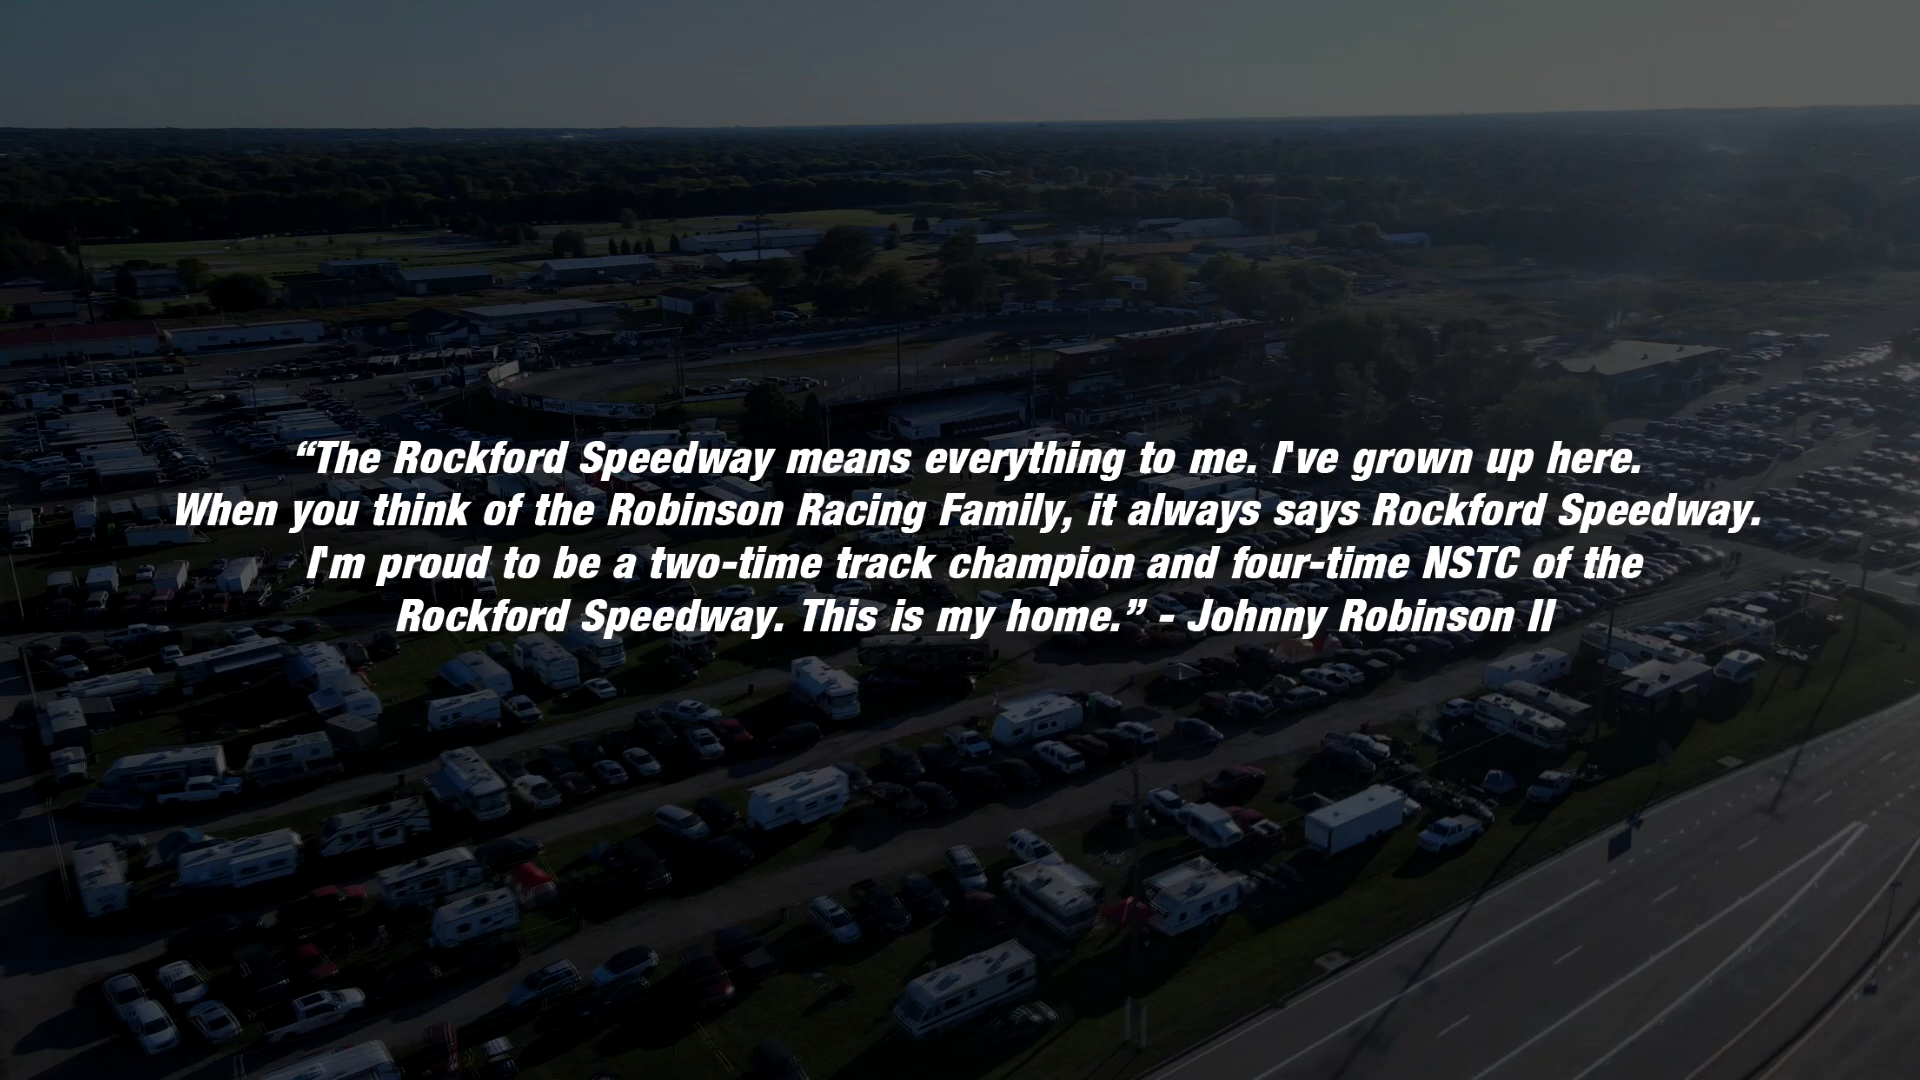 “The Rockford Speedway means everything to me. I've grown up here.
When you think of the Robinson Racing Family, it always says Rockford Speedway.
I'm proud to be a two-time track champion and four-time NSTC of the
Rockford Speedway. This is my home.” - Johnny Robinson II